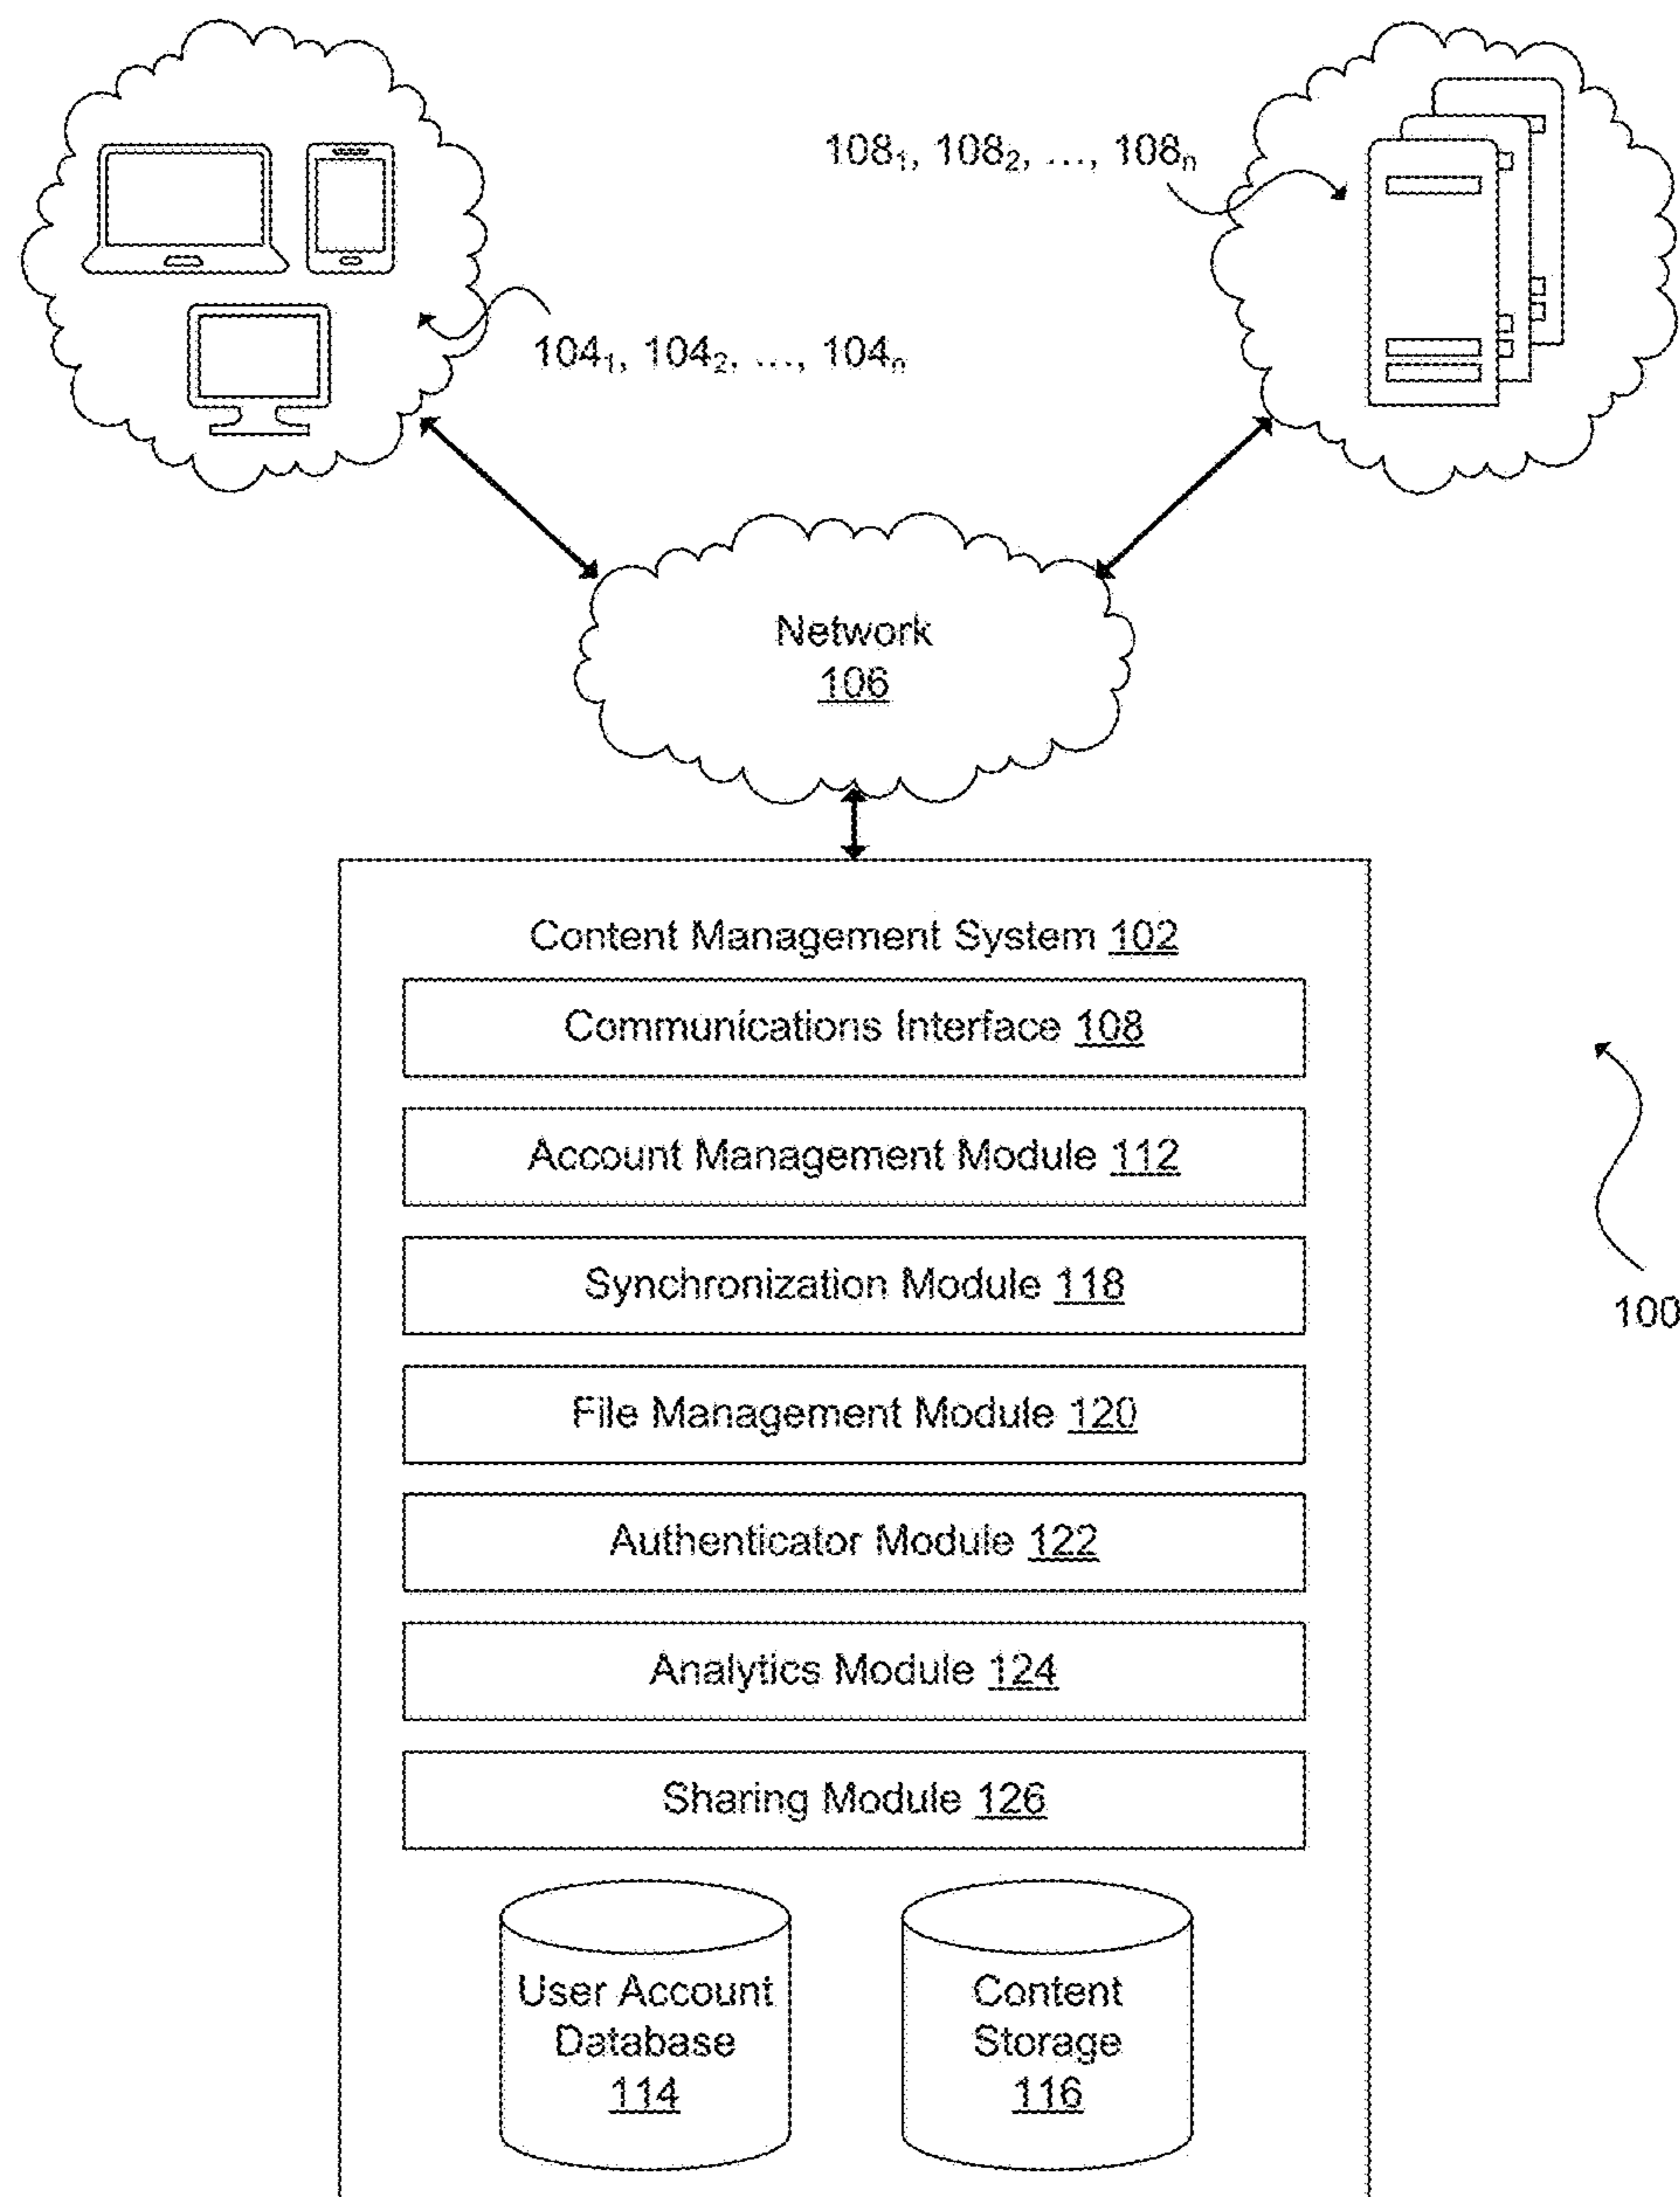 108₁, 108₂, ..., 108ₙ
104₁, 104₂, ..., 104ₙ
Network
106
Content Management System 102
Communications Interface 108
Account Management Module 112
Synchronization Module 118
100
File Management Module 120
Authenticator Module 122
Analytics Module 124
Sharing Module 126
User Account
Database
114
Content
Storage
116